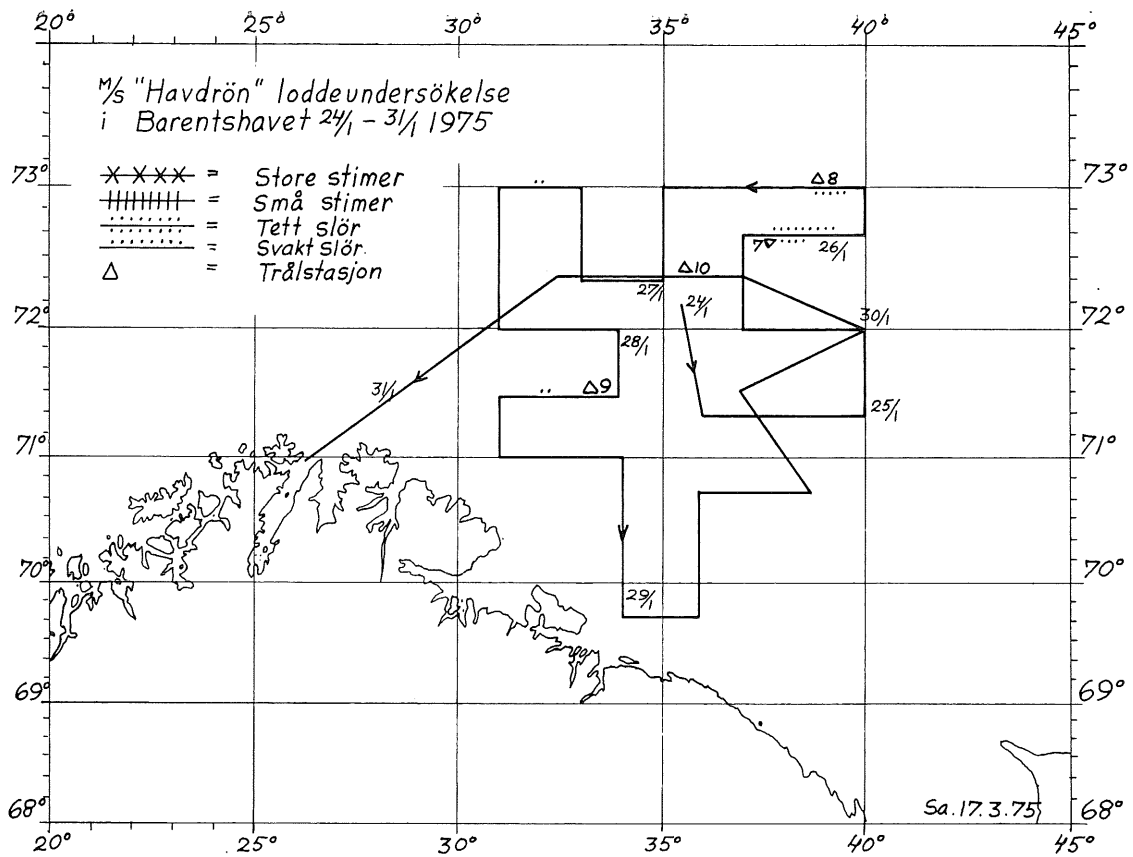 20° 25° 30° 35° 40° 45°
M/S "Havdrön" loddeundersökelse
i Barentshavet 24/1 – 31/1 1975
= Store stimer
= Små stimer
= Tett slör
= Svakt slör.
Δ = Trålstasjon
73° 73°
Δ8
26/1
7
Δ10
27/1
24/1
72° 72°
30/1
28/1
31/1
Δ9
25/1
71° 71°
70° 70°
29/1
69° 69°
68° 68°
Sa. 17.3.75
20° 25° 30° 35° 40° 45°